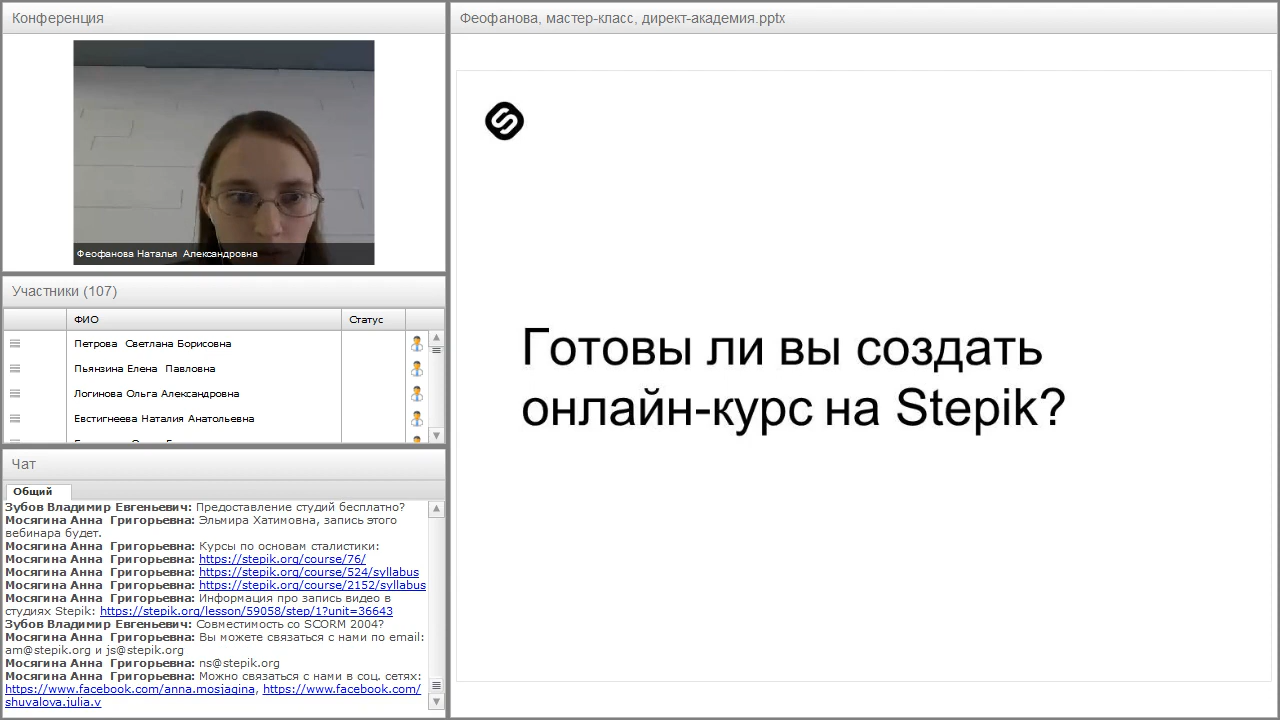 Конференция
Феофанова Наталья Александровна
Участники (107)
ФИО
Статус
Петрова Светлана Борисовна
Пьянзина Елена Павловна
Логинова Ольга Александровна
Евстигнеева Наталия Анатольевна
Чат
Общий
Зубов Владимир Евгеньевич: Предоставление студий бесплатно?
Мосягина Анна Григорьевна: Эльмира Хатимовна, запись этого
вебинара будет.
Мосягина Анна Григорьевна: Курсы по основам сталистики:
Мосягина Анна Григорьевна: https://stepik.org/course/76/
Мосягина Анна Григорьевна: https://stepik.org/course/524/syllabus
Мосягина Анна Григорьевна: https://stepik.org/course/2152/syllabus
Мосягина Анна Григорьевна: Информация про запись видео в
студиях Stepik: https://stepik.org/lesson/59058/step/1?unit=36643
Зубов Владимир Евгеньевич: Совместимость со SCORM 2004?
Мосягина Анна Григорьевна: Вы можете связаться с нами по email:
am@stepik.org и js@stepik.org
Мосягина Анна Григорьевна: ns@stepik.org
Мосягина Анна Григорьевна: Можно связаться с нами в соц. сетях:
https://www.facebook.com/anna.mosjagina, https://www.facebook.com/
shuvalova.julia.v
Феофанова, мастер-класс, директ-академия.pptx
Готовы ли вы создать
онлайн-курс на Stepik?